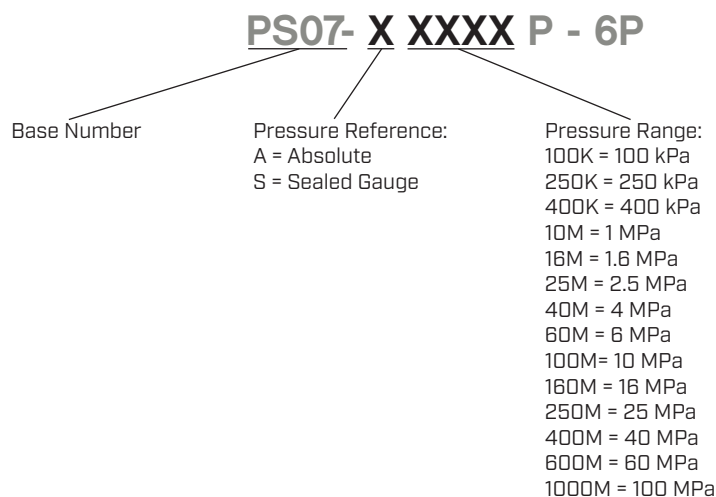 PS07- X XXXX P - 6P
Base Number
Pressure Reference:
A = Absolute
S = Sealed Gauge
Pressure Range:
100K = 100 kPa
250K = 250 kPa
400K = 400 kPa
10M = 1 MPa
16M = 1.6 MPa
25M = 2.5 MPa
40M = 4 MPa
60M = 6 MPa
100M= 10 MPa
160M = 16 MPa
250M = 25 MPa
400M = 40 MPa
600M = 60 MPa
1000M = 100 MPa